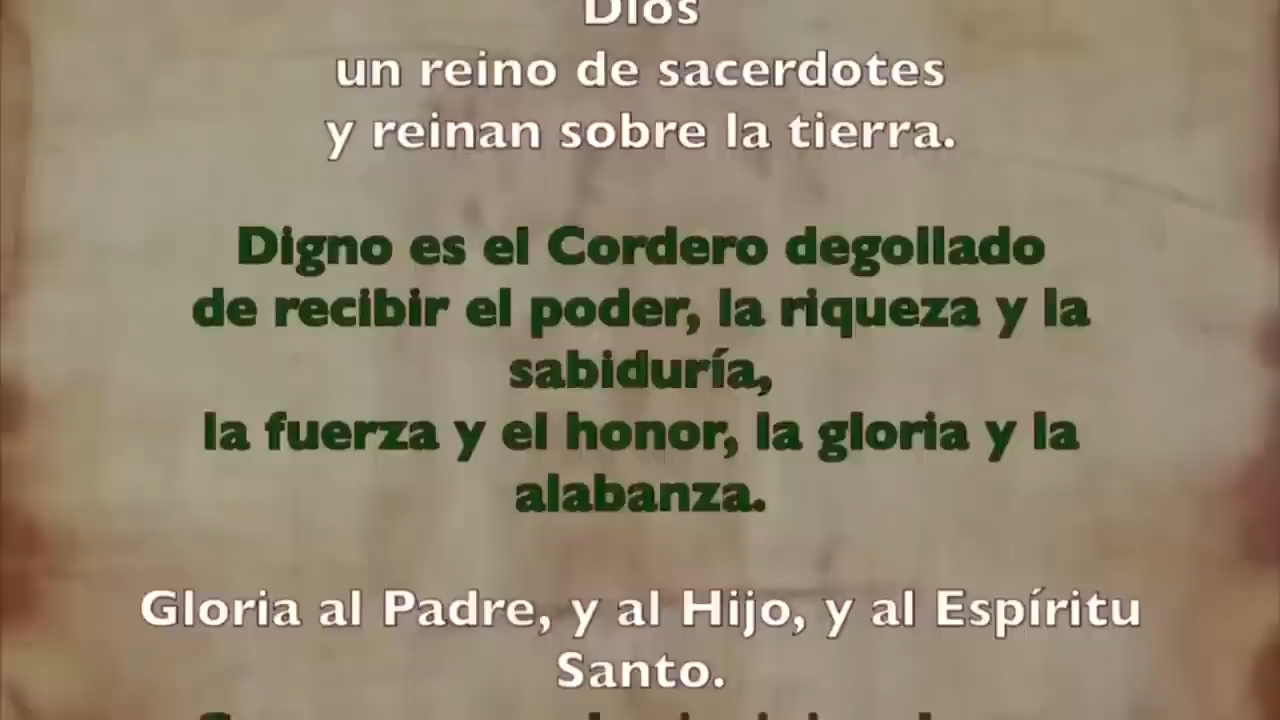 Dios
un reino de sacerdotes
y reinan sobre la tierra.
Digno es el Cordero degollado
de recibir el poder, la riqueza y la
sabiduría,
la fuerza y el honor, la gloria y la
alabanza.
Gloria al Padre, y al Hijo, y al Espíritu
Santo.